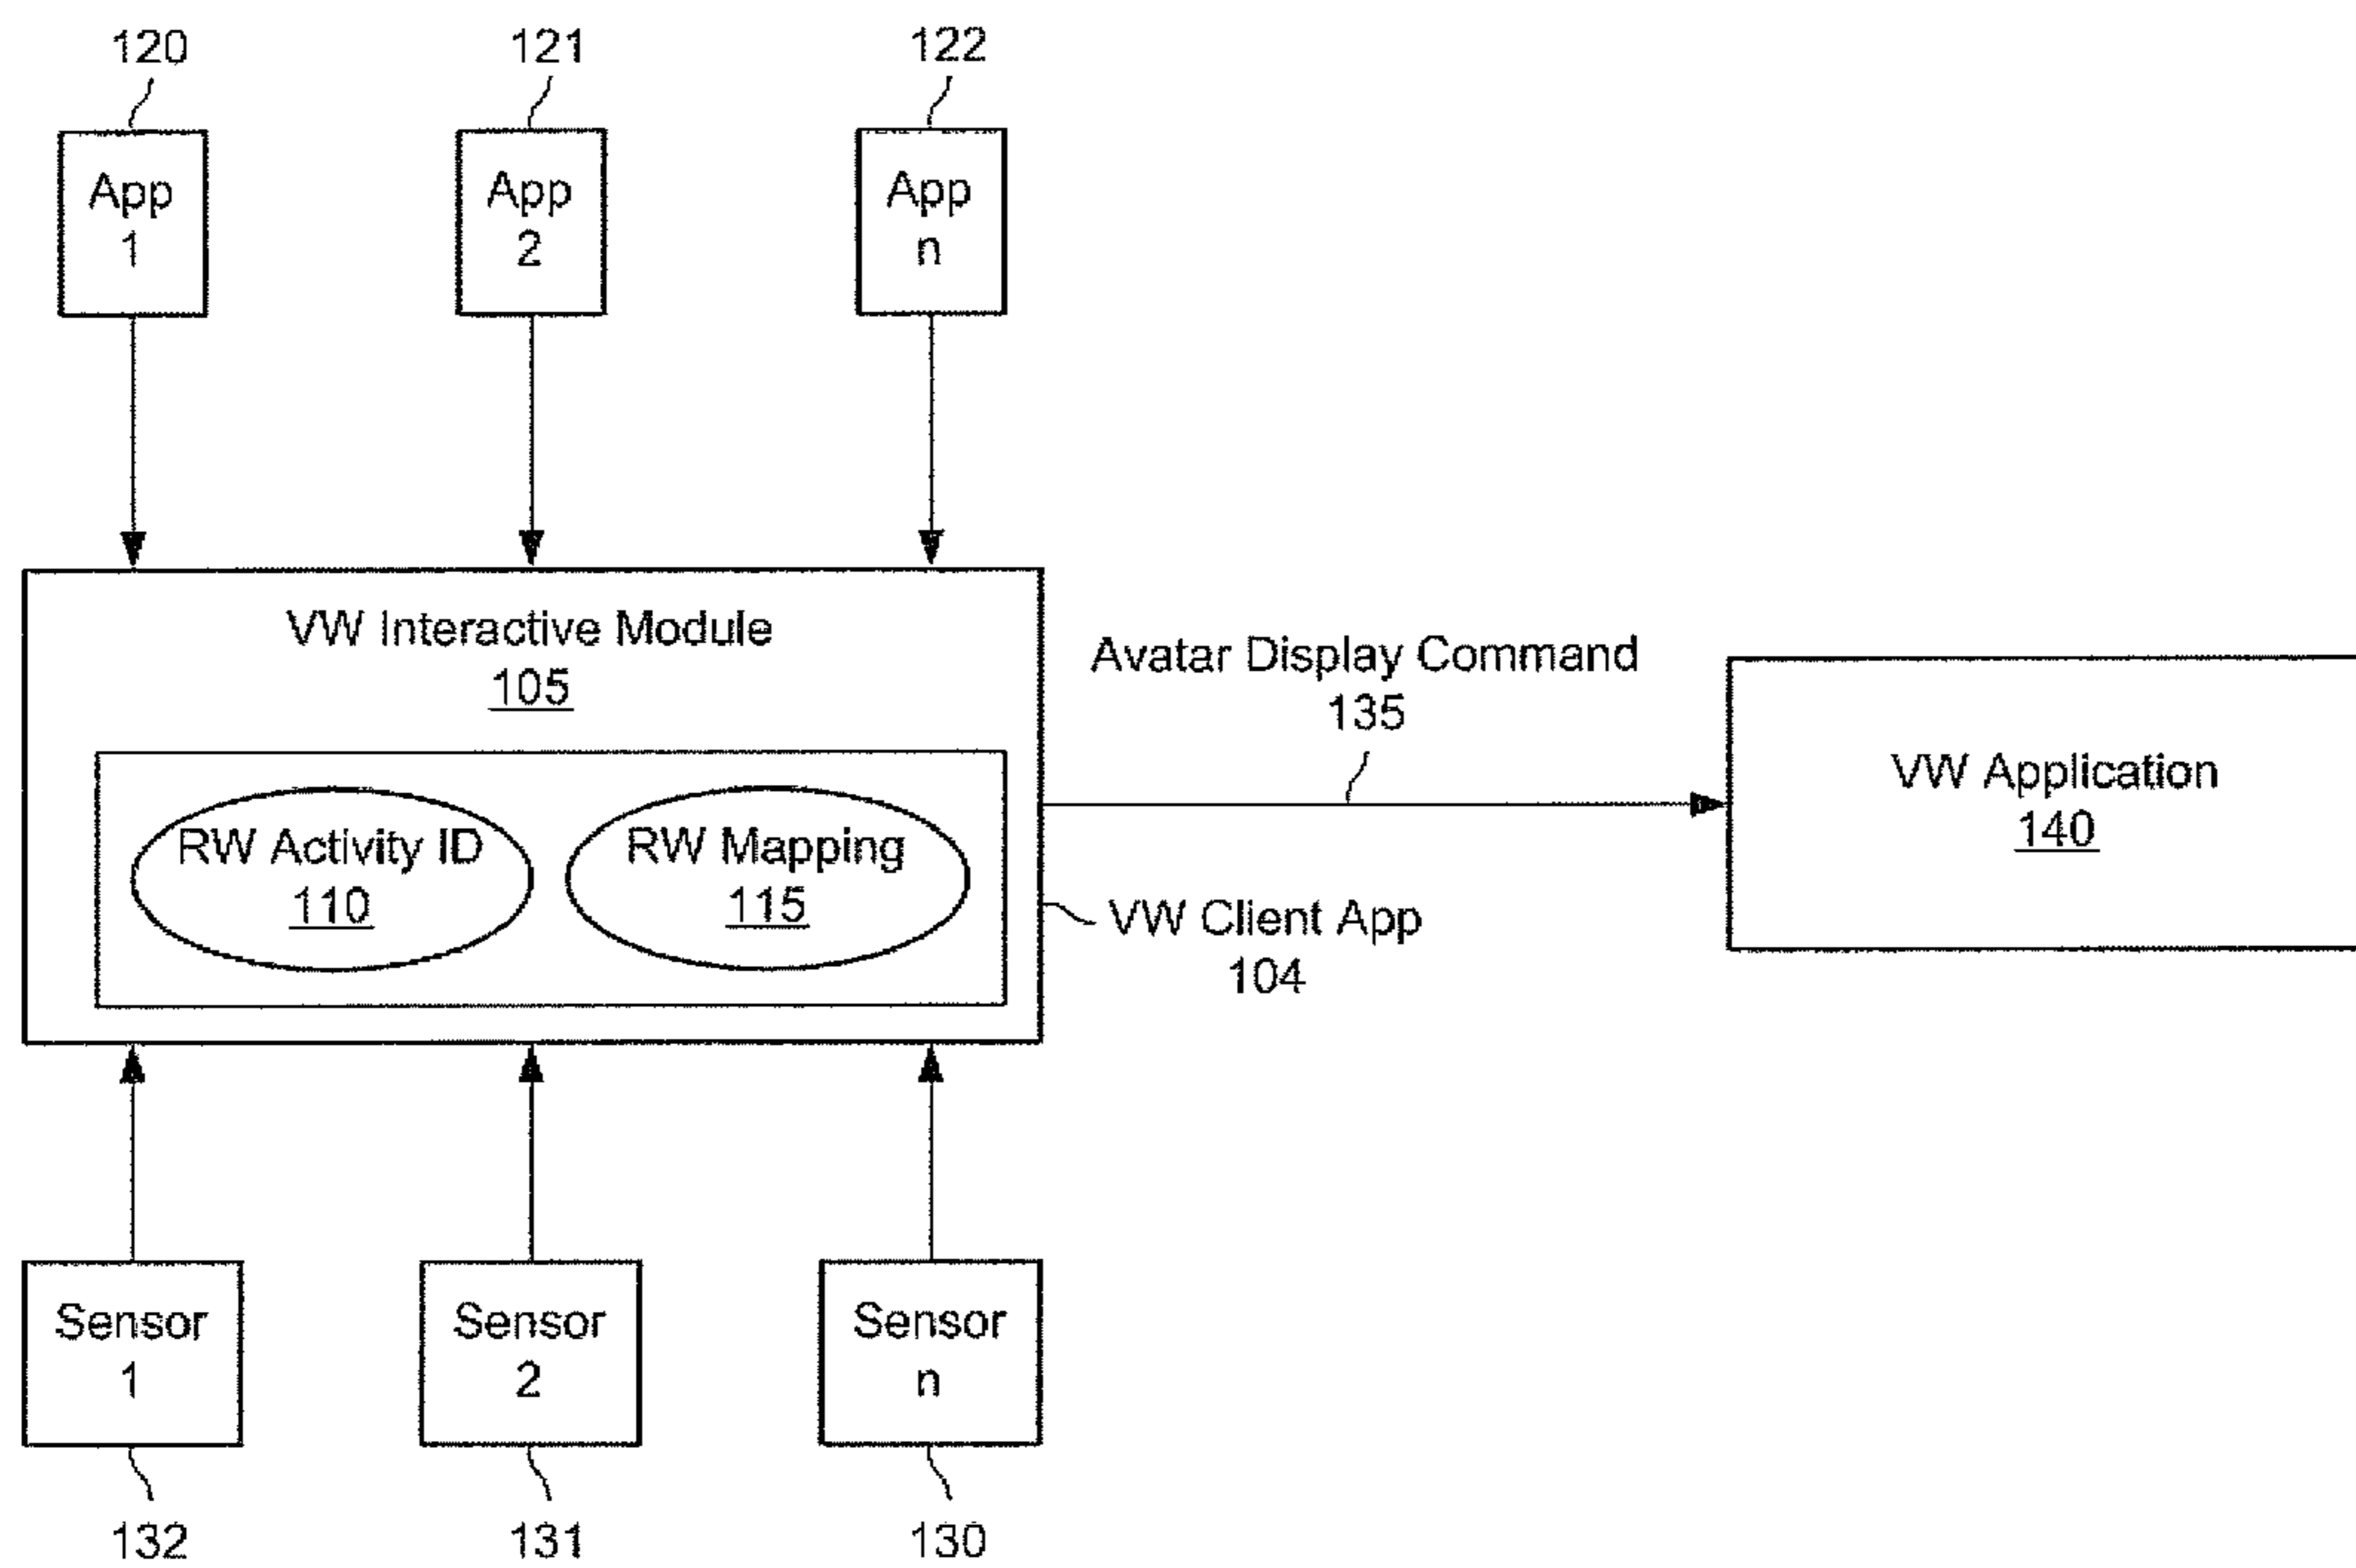 120
121
122
App
1
App
2
App
n
VW Interactive Module
105
Avatar Display Command
135
VW Application
140
RW Activity ID
110
RW Mapping
115
VW Client App
104
Sensor
1
Sensor
2
Sensor
n
132
131
130